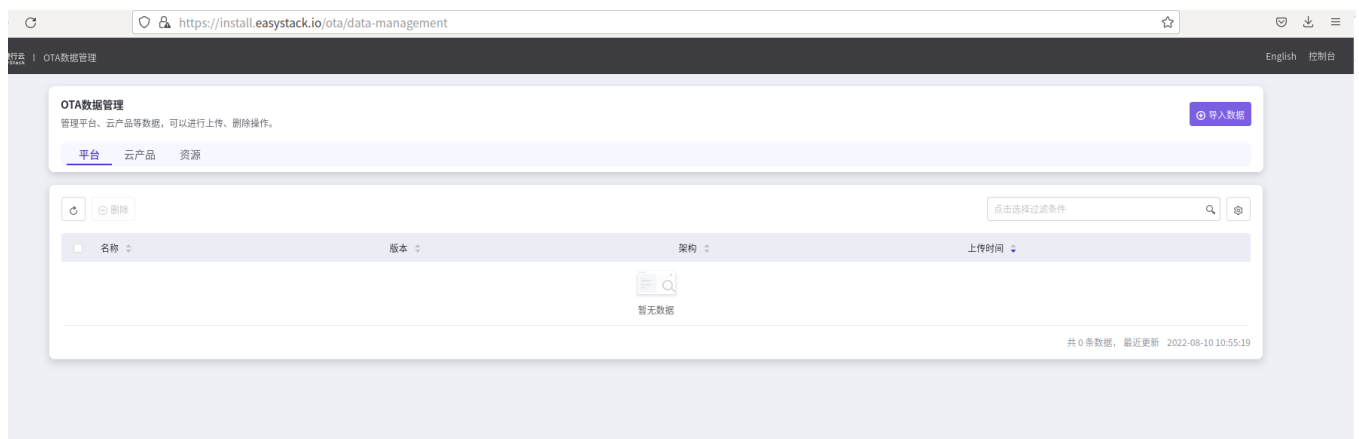 https://install.easystack.io/ota/data-management
OTA数据管理
English 控制台
OTA数据管理
管理平台、云产品等数据，可以进行上传、删除操作。
导入数据
平台 云产品 资源
删除
点击选择过滤条件
名称 版本 架构 上传时间
暂无数据
共 0 条数据， 最近更新 2022-08-10 10:55:19